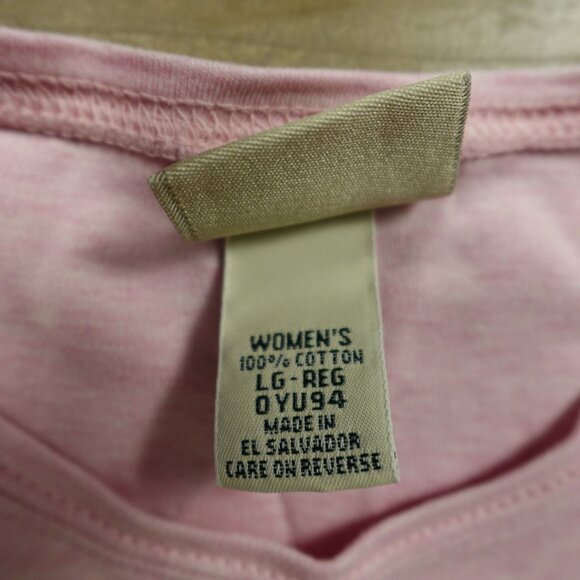 WOMEN'S
100% COTTON
LG-REG
0YU94
MADE IN
EL SALVADOR
CARE ON REVERSE